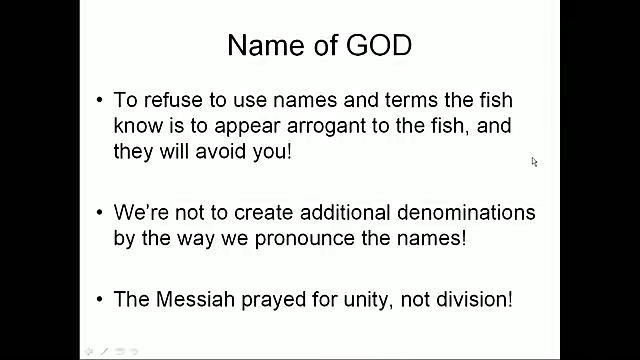 Name of GOD
• To refuse to use names and terms the fish
know is to appear arrogant to the fish, and
they will avoid you!
• We're not to create additional denominations
by the way we pronounce the names!
• The Messiah prayed for unity, not division!